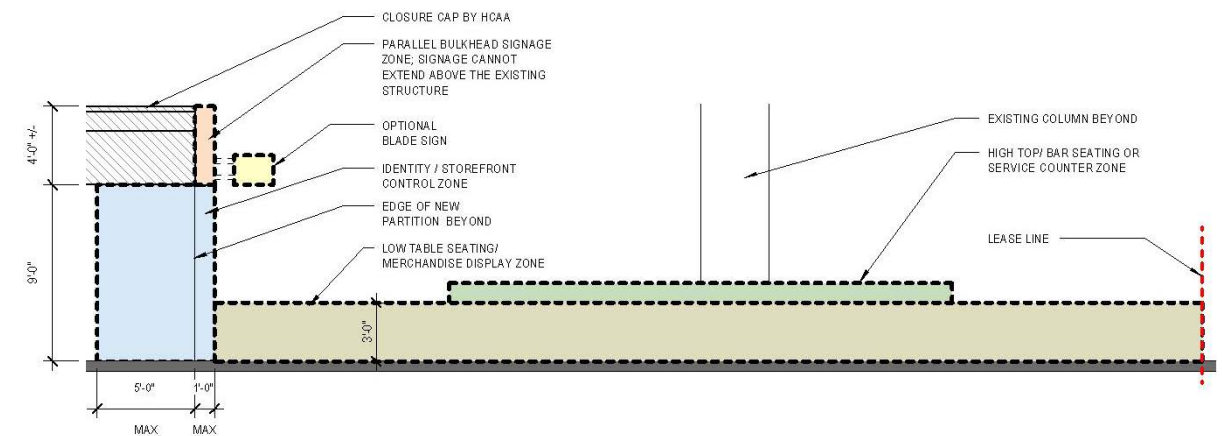 CLOSURE CAP BY HCAA
PARALLEL BULKHEAD SIGNAGE
ZONE; SIGNAGE CANNOT
EXTEND ABOVE THE EXISTING
STRUCTURE
OPTIONAL
BLADE SIGN
IDENTITY / STOREFRONT
CONTROL ZONE
EDGE OF NEW
PARTITION BEYOND
LOW TABLE SEATING/
MERCHANDISE DISPLAY ZONE
EXISTING COLUMN BEYOND
HIGH TOP/ BAR SEATING OR
SERVICE COUNTER ZONE
LEASE LINE
4'-0" +/-
9'-0"
3'-0"
5'-0"
1'-0"
MAX
MAX